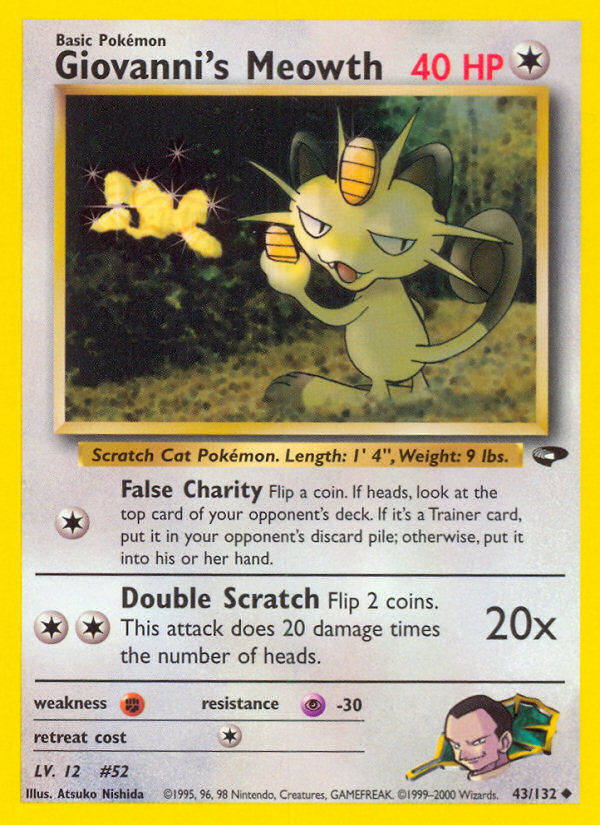 Basic Pokémon
Giovanni's Meowth 40 HP
Scratch Cat Pokémon. Length: 1' 4", Weight: 9 lbs.
False Charity Flip a coin. If heads, look at the
top card of your opponent's deck. If it's a Trainer card,
put it in your opponent's discard pile; otherwise, put it
into his or her hand.
Double Scratch Flip 2 coins.
This attack does 20 damage times
the number of heads.
20x
weakness resistance -30
retreat cost
LV. 12 #52
Illus. Atsuko Nishida ©1995, 96, 98 Nintendo, Creatures, GAMEFREAK. ©1999–2000 Wizards. 43/132